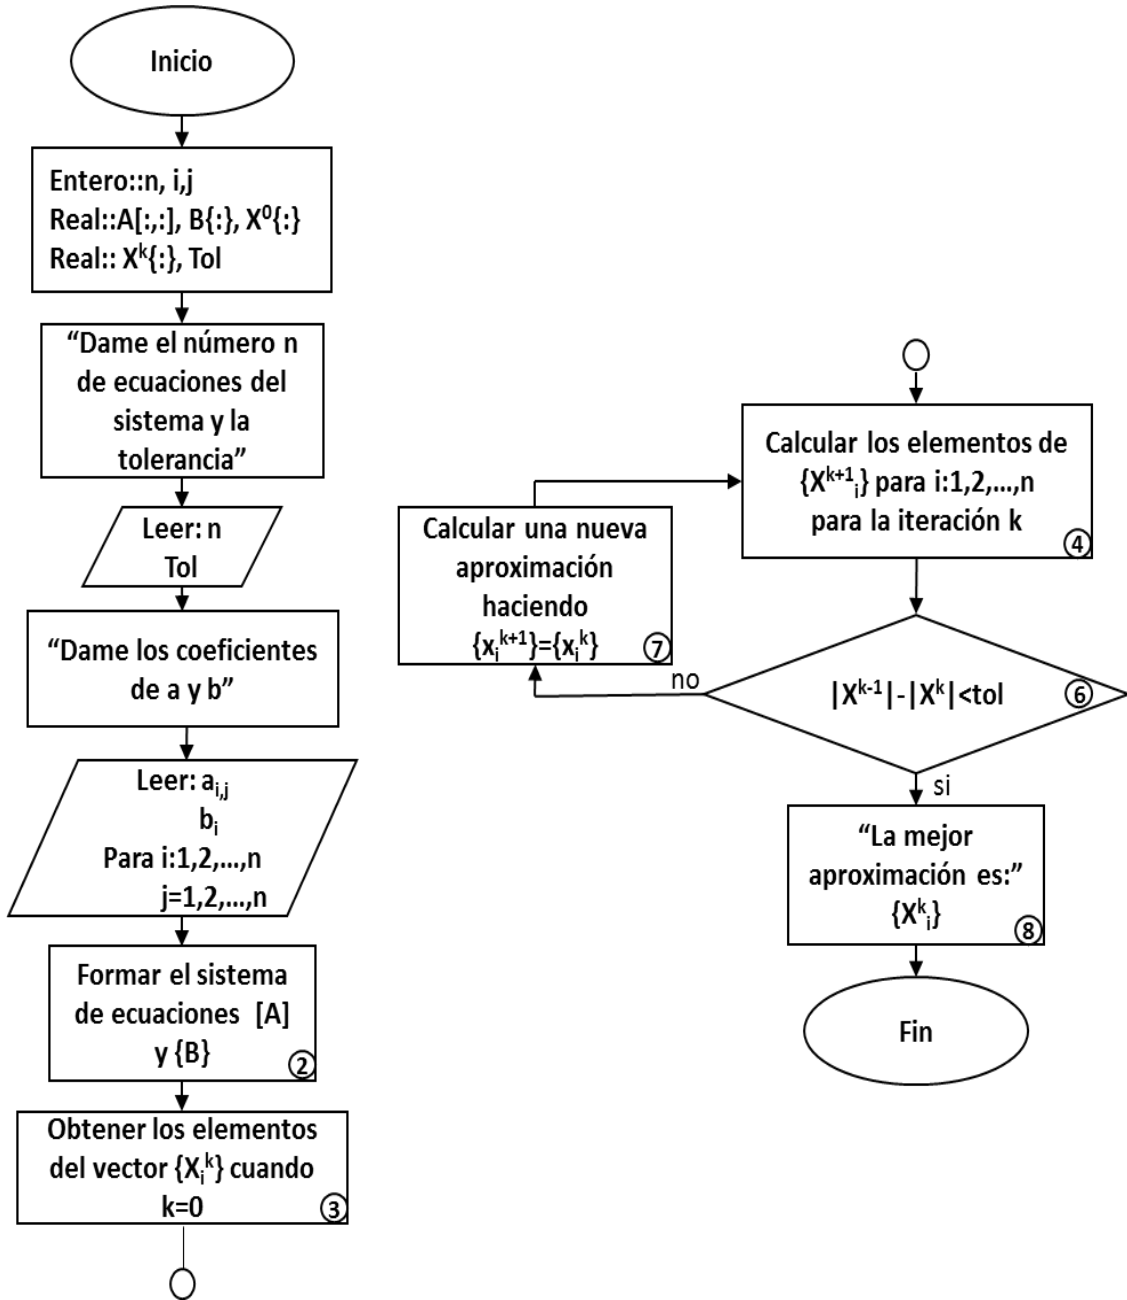 Inicio
Entero::n, i,j
Real::A[:,:], B{:}, X⁰{:}
Real:: Xᵏ{:}, Tol
“Dame el número n
de ecuaciones del
sistema y la
tolerancia”
Leer: n
Tol
“Dame los coeficientes
de a y b”
Leer: aᵢ,ⱼ
bᵢ
Para i:1,2,...,n
j=1,2,...,n
Formar el sistema
de ecuaciones [A]
y {B}
2
Obtener los elementos
del vector {Xᵢᵏ} cuando
k=0
3
Calcular los elementos de
{Xᵏ⁺¹ᵢ} para i:1,2,...,n
para la iteración k
4
Calcular una nueva
aproximación
haciendo
{xᵢᵏ⁺¹}={xᵢᵏ}
7
no
|Xᵏ⁻¹|-|Xᵏ|<tol
6
si
“La mejor
aproximación es:”
{Xᵏᵢ}
8
Fin